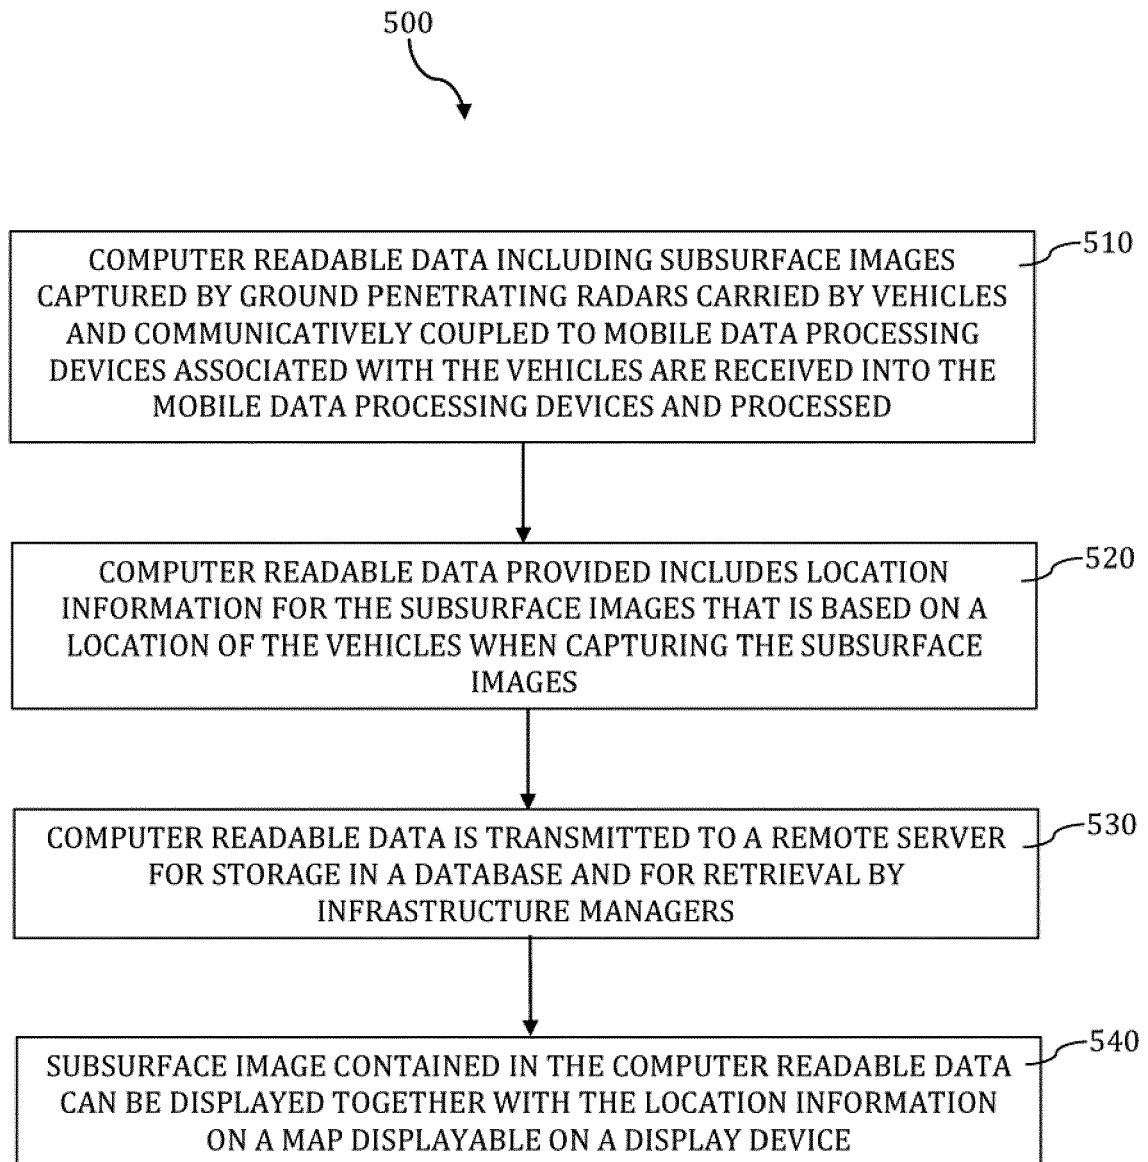 500
510
COMPUTER READABLE DATA INCLUDING SUBSURFACE IMAGES
CAPTURED BY GROUND PENETRATING RADARS CARRIED BY VEHICLES
AND COMMUNICATIVELY COUPLED TO MOBILE DATA PROCESSING
DEVICES ASSOCIATED WITH THE VEHICLES ARE RECEIVED INTO THE
MOBILE DATA PROCESSING DEVICES AND PROCESSED
520
COMPUTER READABLE DATA PROVIDED INCLUDES LOCATION
INFORMATION FOR THE SUBSURFACE IMAGES THAT IS BASED ON A
LOCATION OF THE VEHICLES WHEN CAPTURING THE SUBSURFACE
IMAGES
530
COMPUTER READABLE DATA IS TRANSMITTED TO A REMOTE SERVER
FOR STORAGE IN A DATABASE AND FOR RETRIEVAL BY
INFRASTRUCTURE MANAGERS
540
SUBSURFACE IMAGE CONTAINED IN THE COMPUTER READABLE DATA
CAN BE DISPLAYED TOGETHER WITH THE LOCATION INFORMATION
ON A MAP DISPLAYABLE ON A DISPLAY DEVICE